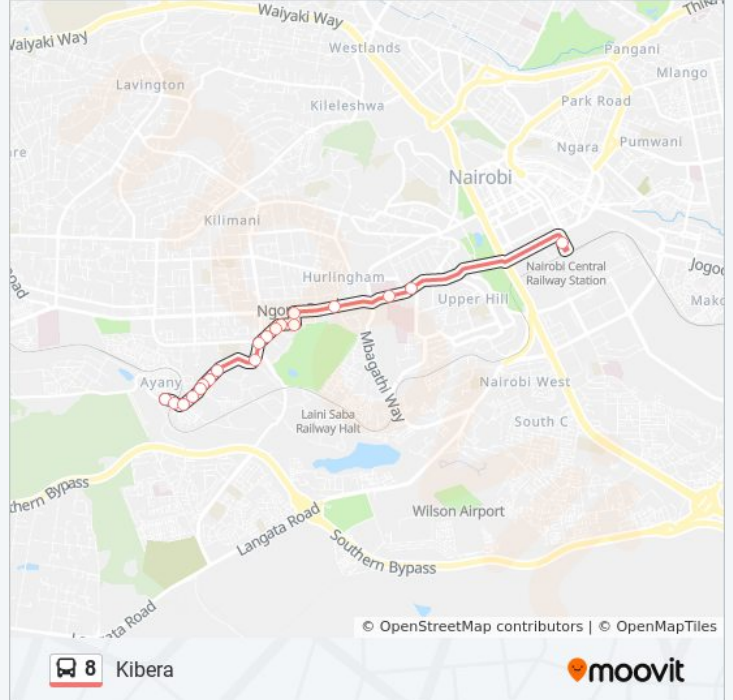 Waiyaki Way
Thika
Waiyaki Way
Westlands
Pangani
Mlango
Lavington
Kileleshwa
Park Road
Pumwani
Ngara
Nairobi
Kilimani
Nairobi Central
Railway Station
Jogoo
Hurlingham
Upper Hill
Mbagathi Way
Ayany
Nairobi West
Laini Saba
Railway Halt
South C
thern Bypass
Wilson Airport
Langata Road
Southern Bypass
Langata Road
© OpenStreetMap contributors | © OpenMapTiles
8 Kibera
moovit